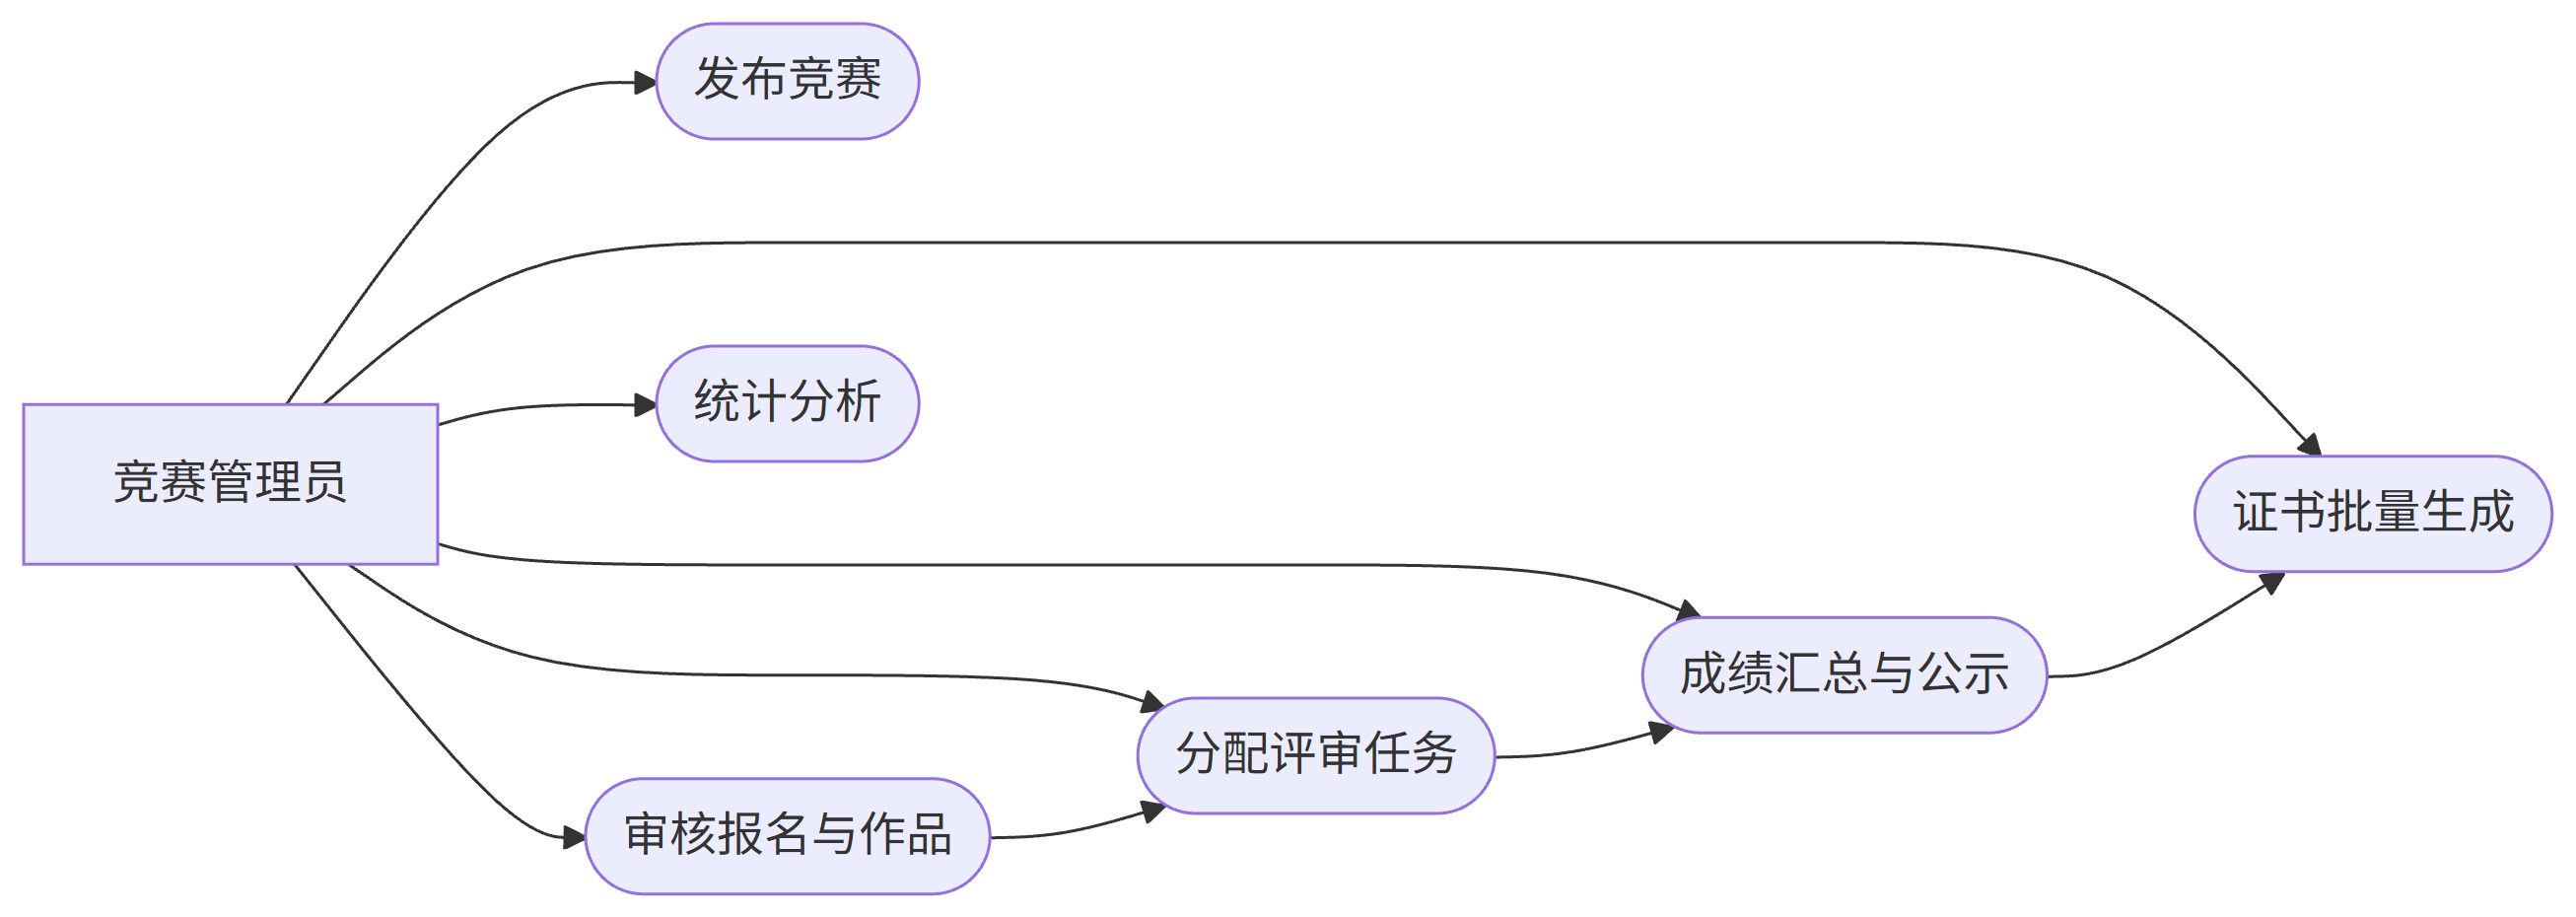 发布竞赛
统计分析
竞赛管理员
证书批量生成
成绩汇总与公示
分配评审任务
审核报名与作品